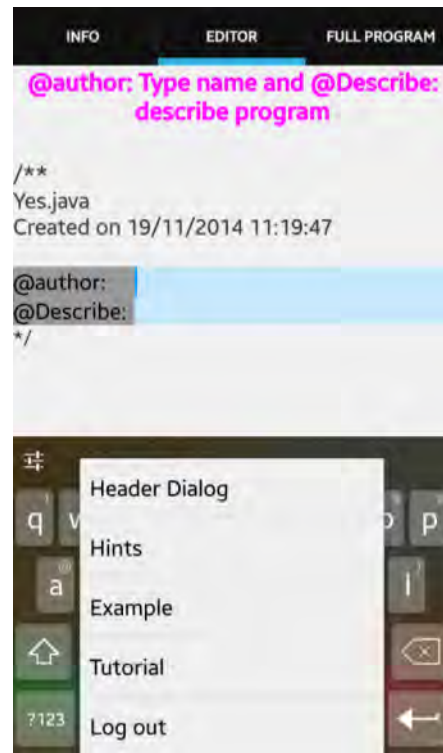 INFO EDITOR FULL PROGRAM
@author: Type name and @Describe:
describe program
/**
Yes.java
Created on 19/11/2014 11:19:47
@author:
@Describe:
*/
Header Dialog
q w o p
Hints
a l
Example
Tutorial
?123
Log out